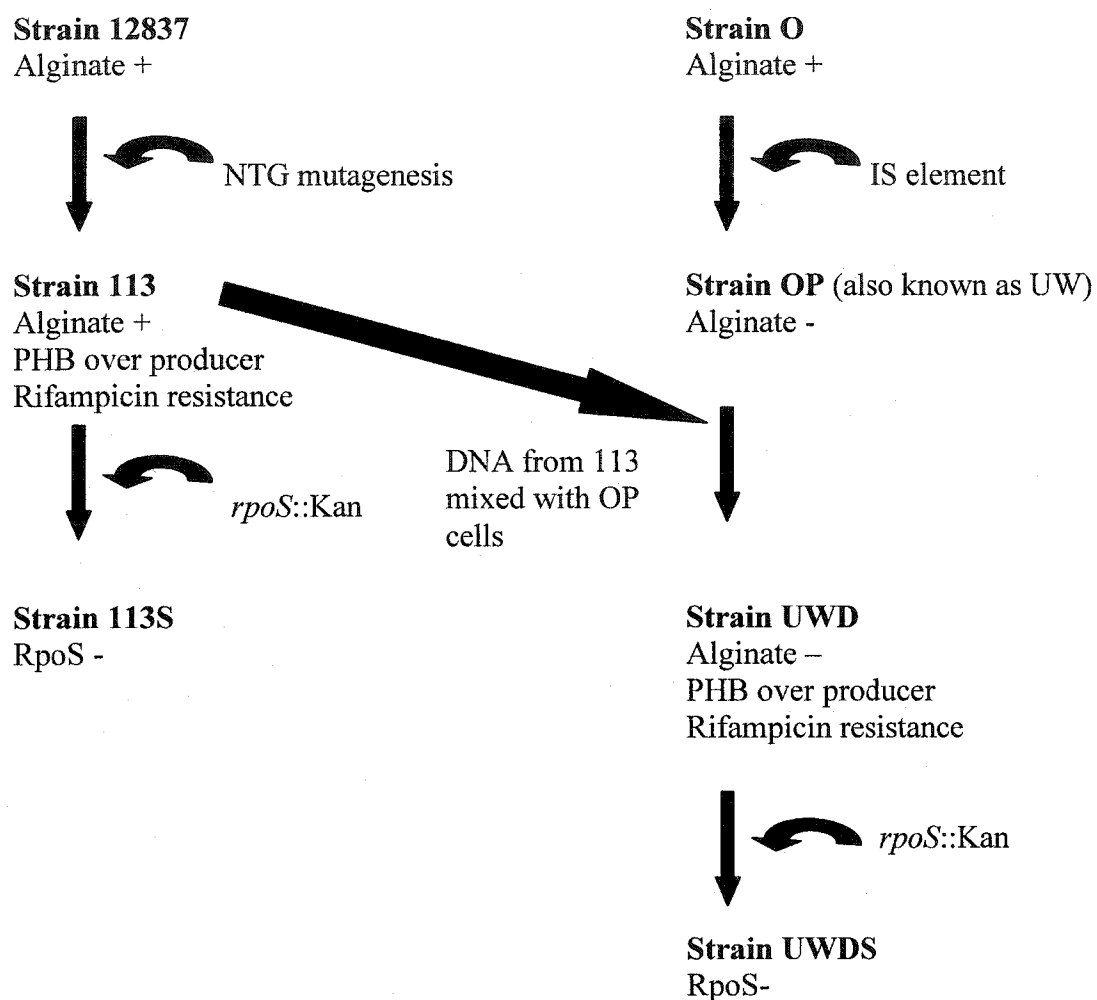 Strain 12837
Alginate +
NTG mutagenesis
Strain 113
Alginate +
PHB over producer
Rifampicin resistance
rpoS::Kan
Strain 113S
RpoS -
DNA from 113
mixed with OP
cells
Strain O
Alginate +
IS element
Strain OP (also known as UW)
Alginate -
Strain UWD
Alginate –
PHB over producer
Rifampicin resistance
rpoS::Kan
Strain UWDS
RpoS-